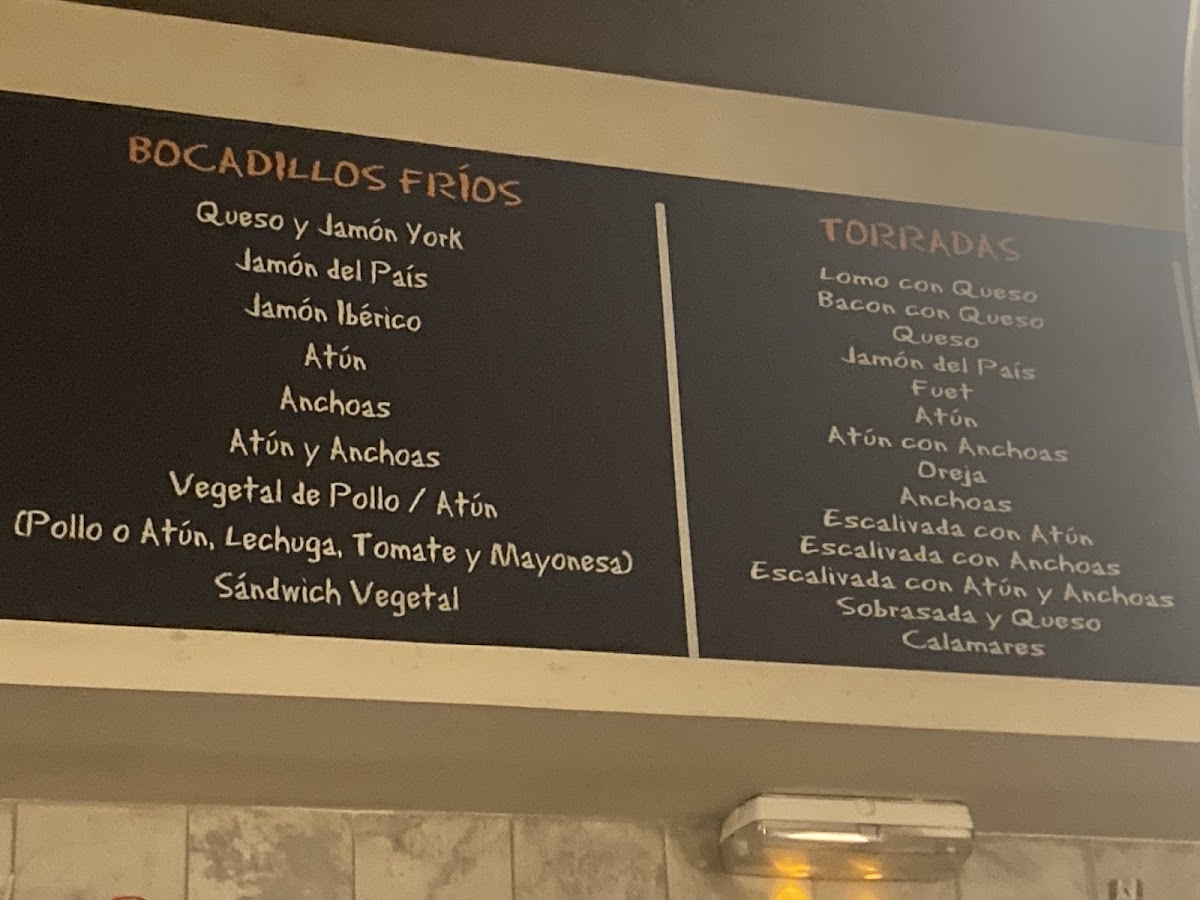 BOCADILLOS FRÍOS
Queso y Jamón York
Jamón del País
Jamón Ibérico
Atún
Anchoas
Atún y Anchoas
Vegetal de Pollo / Atún
(Pollo o Atún, Lechuga, Tomate y Mayonesa)
Sándwich Vegetal
TORRADAS
Lomo con Queso
Bacon con Queso
Queso
Jamón del País
Fuet
Atún
Atún con Anchoas
Oreja
Anchoas
Escalivada con Atún
Escalivada con Anchoas
Escalivada con Atún y Anchoas
Sobrasada y Queso
Calamares